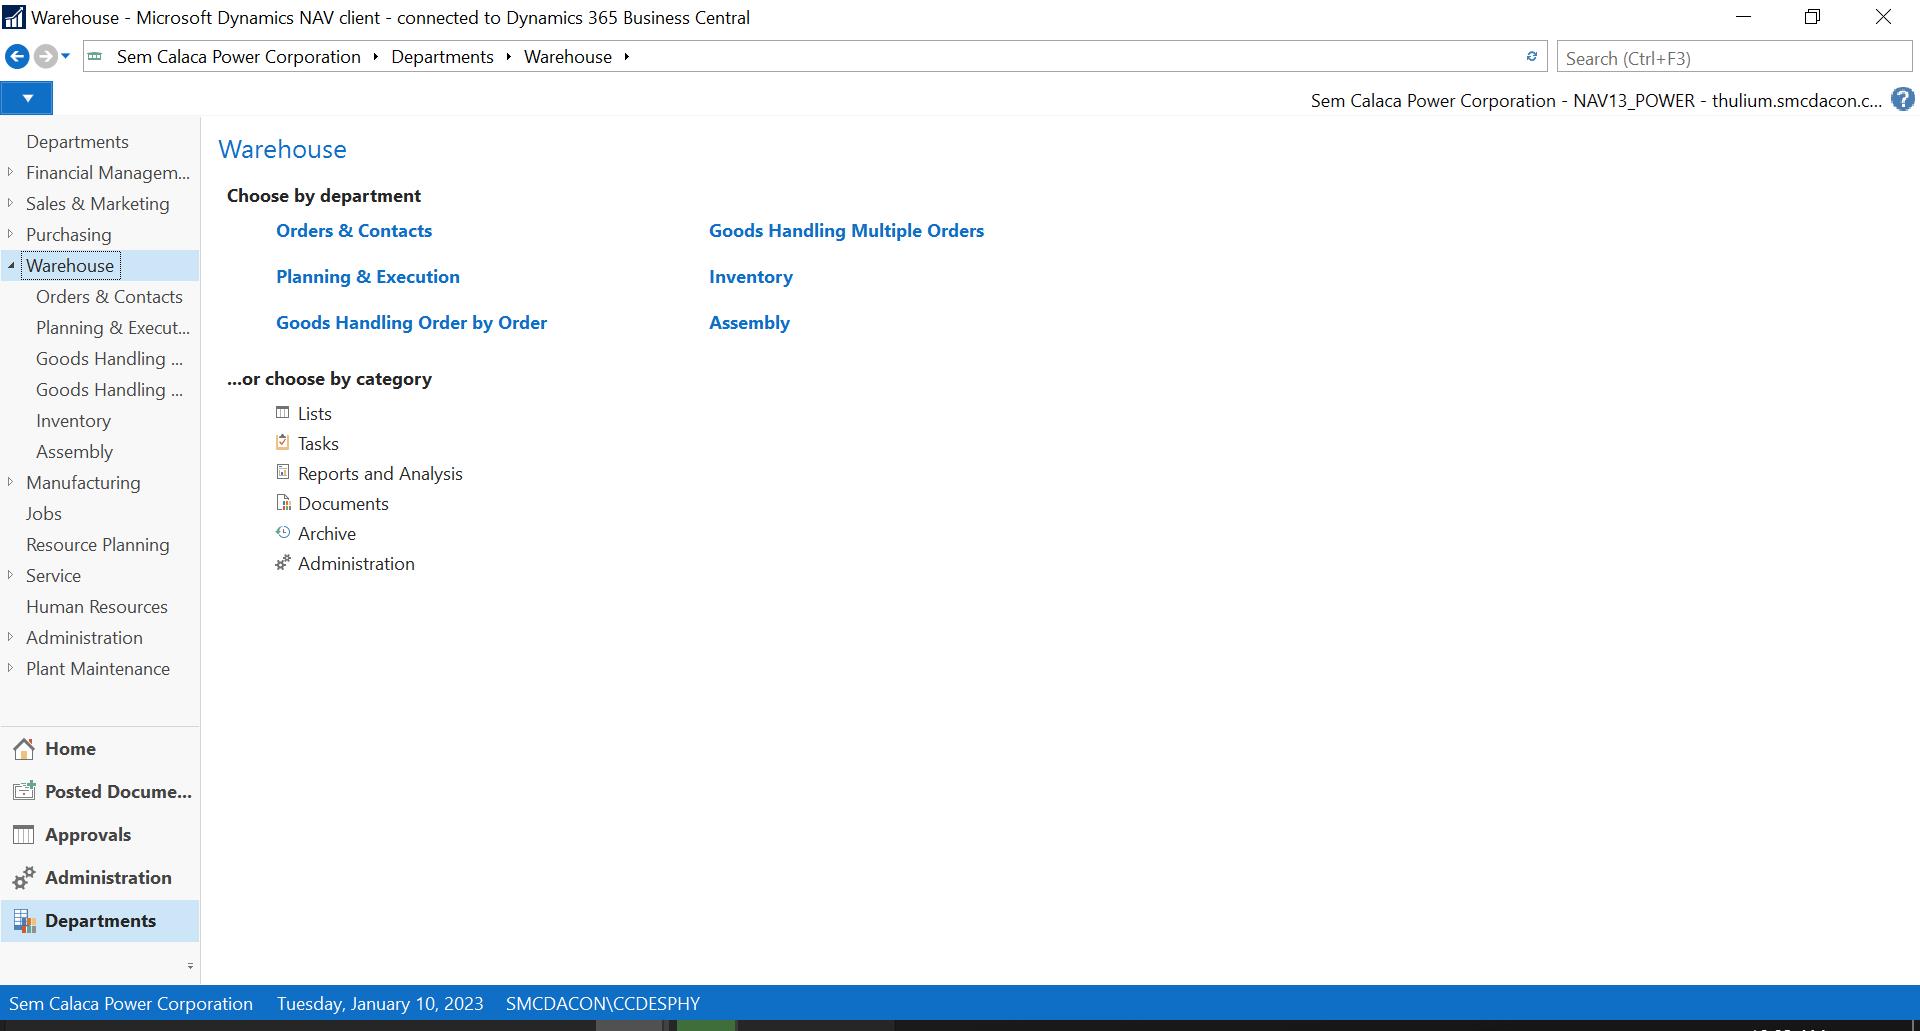 Warehouse - Microsoft Dynamics NAV client - connected to Dynamics 365 Business Central
Sem Calaca Power Corporation Departments Warehouse
Search (Ctrl+F3)
Sem Calaca Power Corporation - NAV13_POWER - thulium.smcdacon.c...
Departments
Financial Managem...
Sales & Marketing
Purchasing
Warehouse
Orders & Contacts
Planning & Execut...
Goods Handling ...
Goods Handling ...
Inventory
Assembly
Manufacturing
Jobs
Resource Planning
Service
Human Resources
Administration
Plant Maintenance
Home
Posted Docume...
Approvals
Administration
Departments
Warehouse
Choose by department
Orders & Contacts
Goods Handling Multiple Orders
Planning & Execution
Inventory
Goods Handling Order by Order
Assembly
...or choose by category
Lists
Tasks
Reports and Analysis
Documents
Archive
Administration
Sem Calaca Power Corporation Tuesday, January 10, 2023 SMCDACON\CCDESPHY